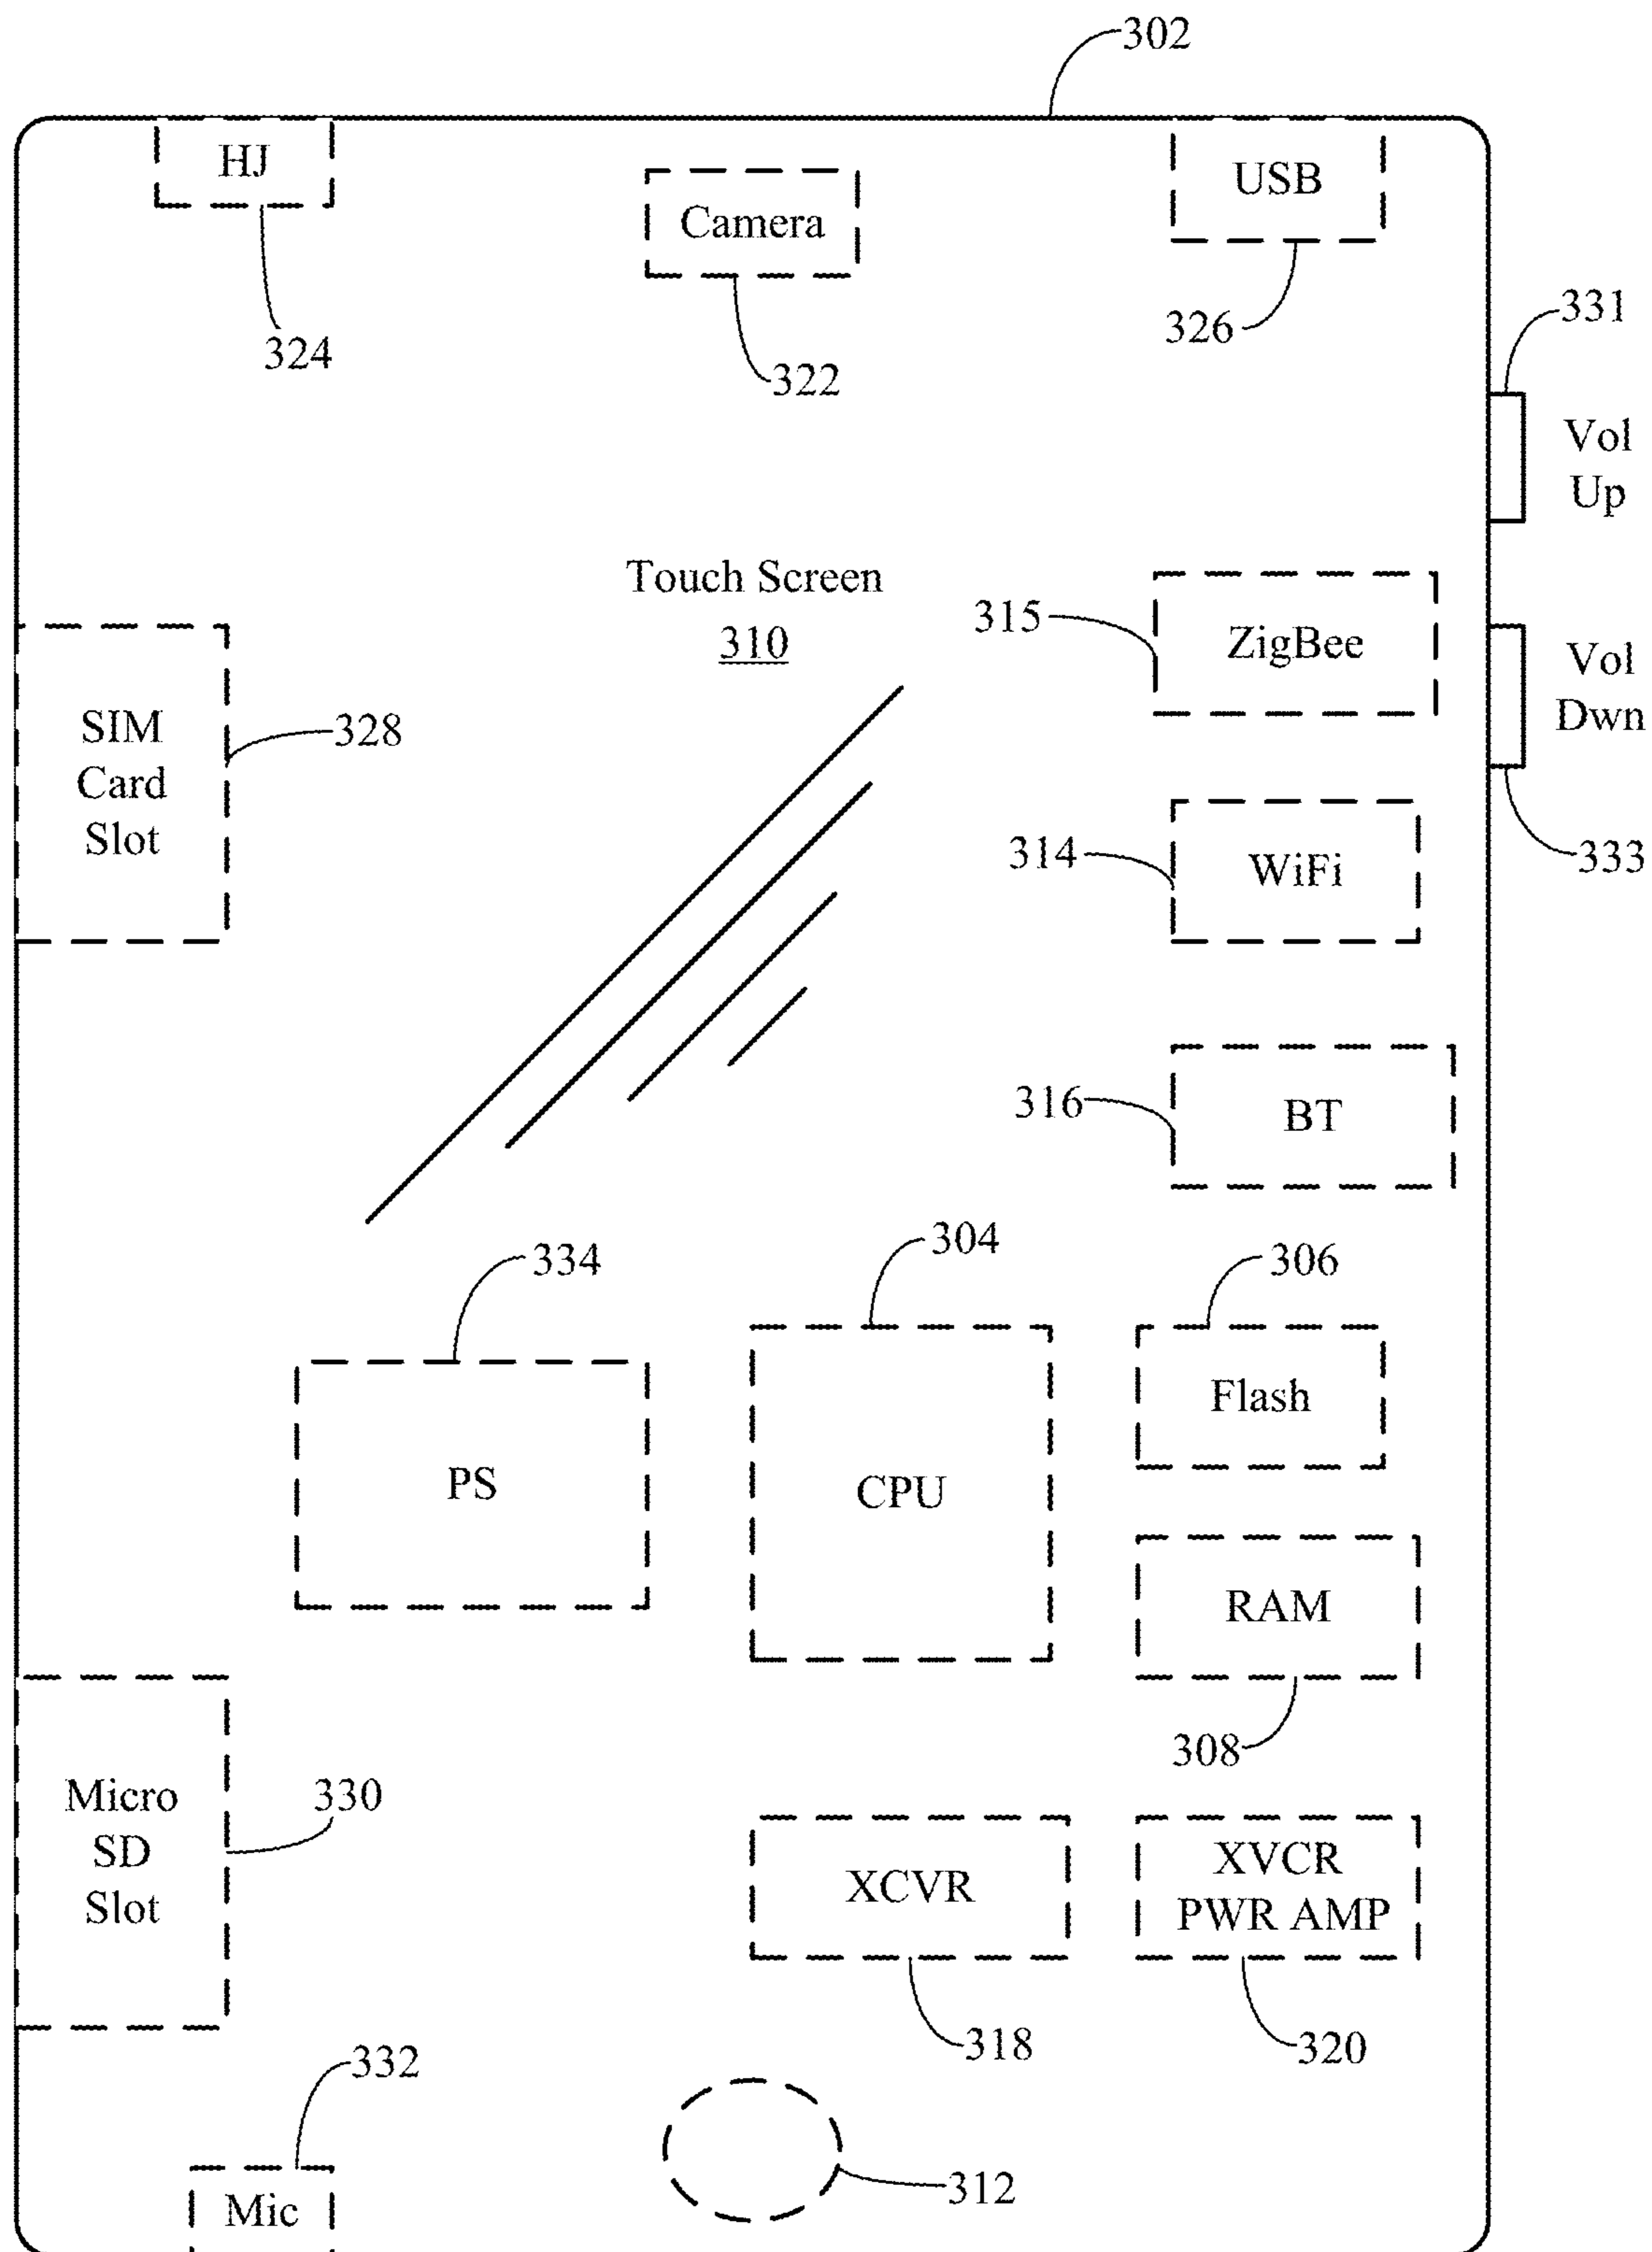 302
HJ
Camera
USB
324
322
326
331
Vol
Up
Touch Screen
310
315
ZigBee
Vol
Dwn
SIM
Card
Slot
328
314
WiFi
333
316
BT
334
304
306
PS
CPU
Flash
RAM
308
Micro
SD
Slot
330
XCVR
XVCR
PWR AMP
318
320
332
Mic
312